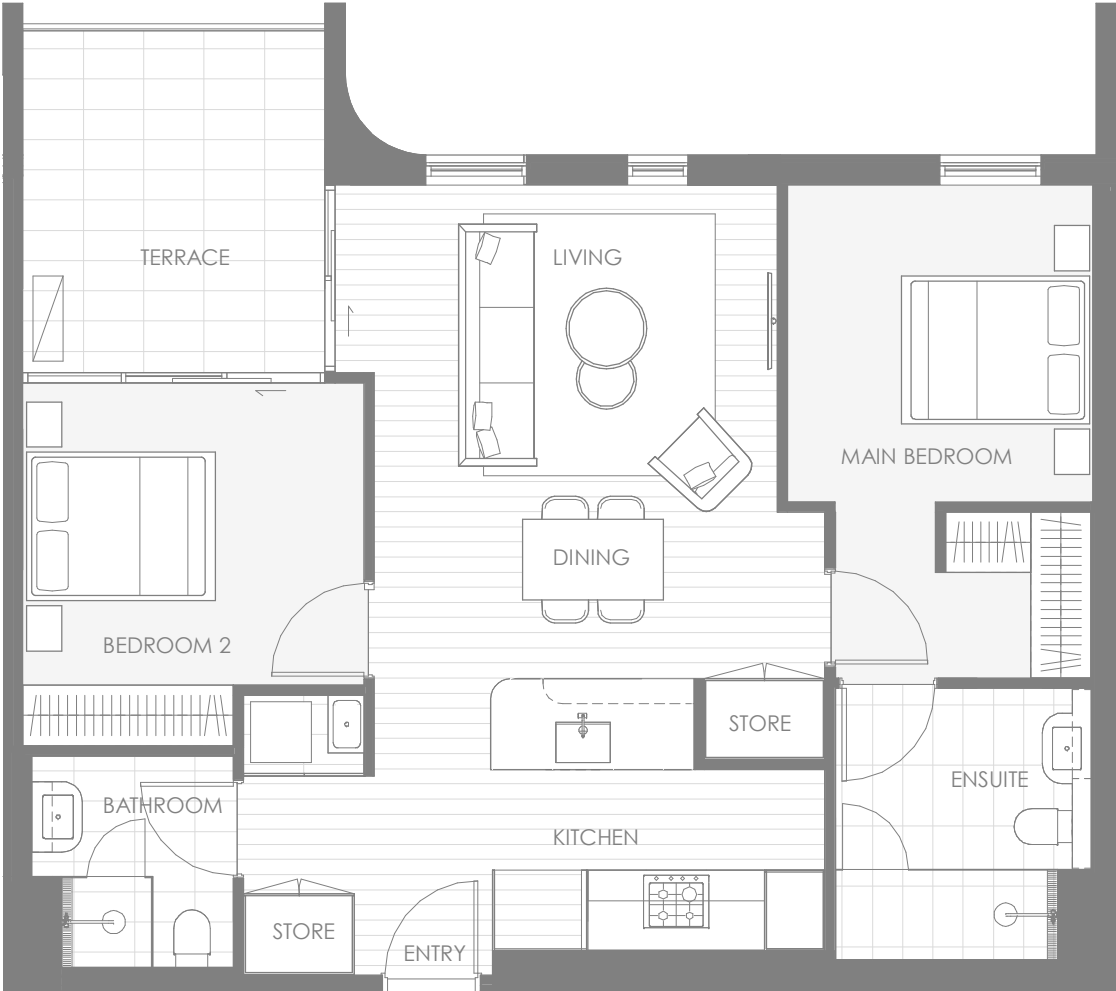 TERRACE
LIVING
MAIN BEDROOM
DINING
BEDROOM 2
STORE
ENSUITE
BATHROOM
KITCHEN
STORE
ENTRY